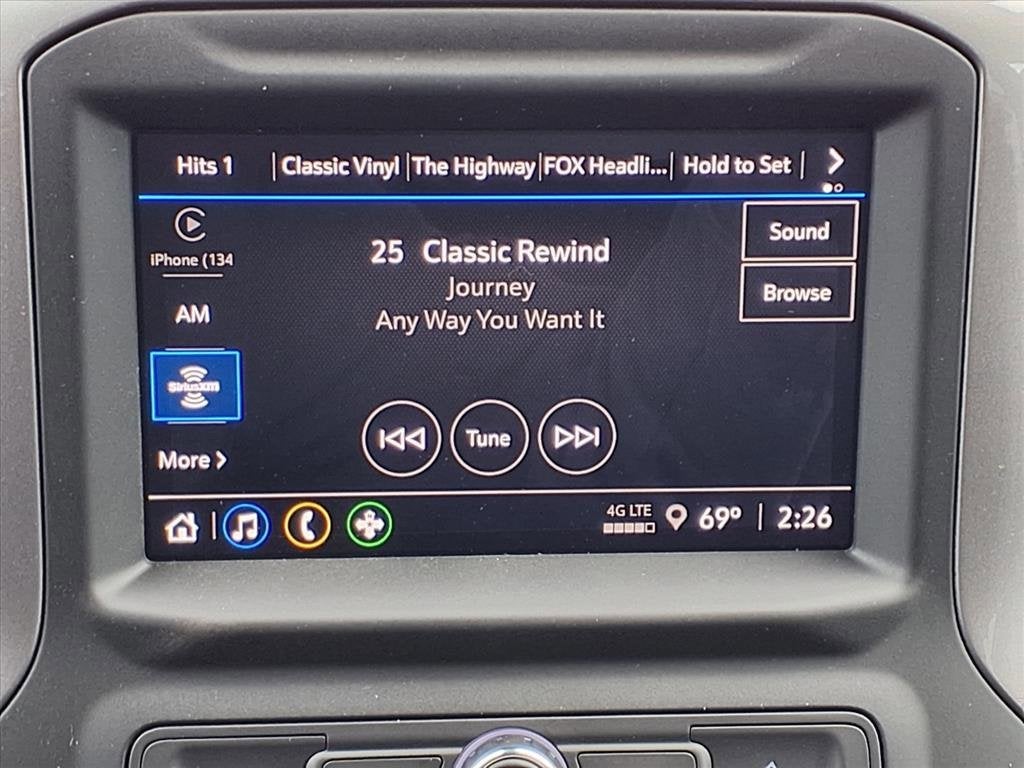 Hits 1 Classic Vinyl The Highway FOX Headli... Hold to Set
Sound
iPhone (134
25 Classic Rewind
Journey
Browse
AM
Any Way You Want It
SiriusXM
Tune
More
4G LTE
69° 2:26